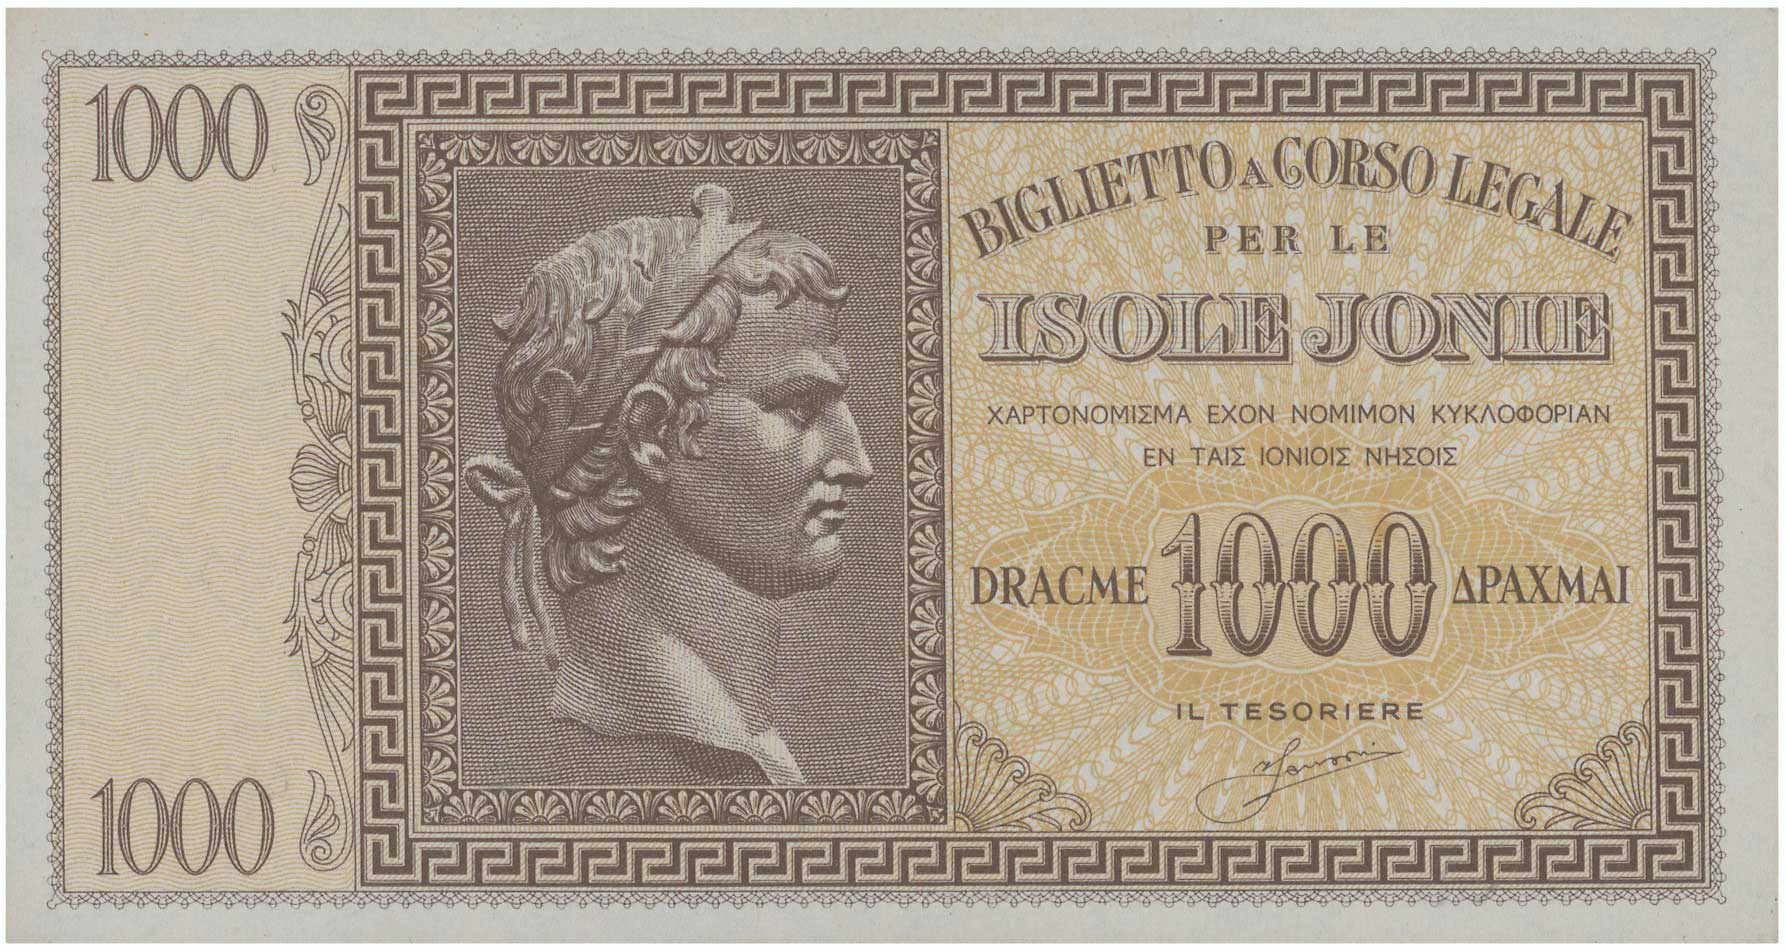 1000
BIGLIETTO A CORSO LEGALE
PER LE
ISOLE JONIE
ΧΑΡΤΟΝΟΜΙΣΜΑ ΕΧΟΝ ΝΟΜΙΜΟΝ ΚΥΚΛΟΦΟΡΙΑΝ
ΕΝ ΤΑΙΣ ΙΟΝΙΟΙΣ ΝΗΣΟΙΣ
DRACME 1000 ΔΡΑΧΜΑΙ
IL TESORIERE
1000